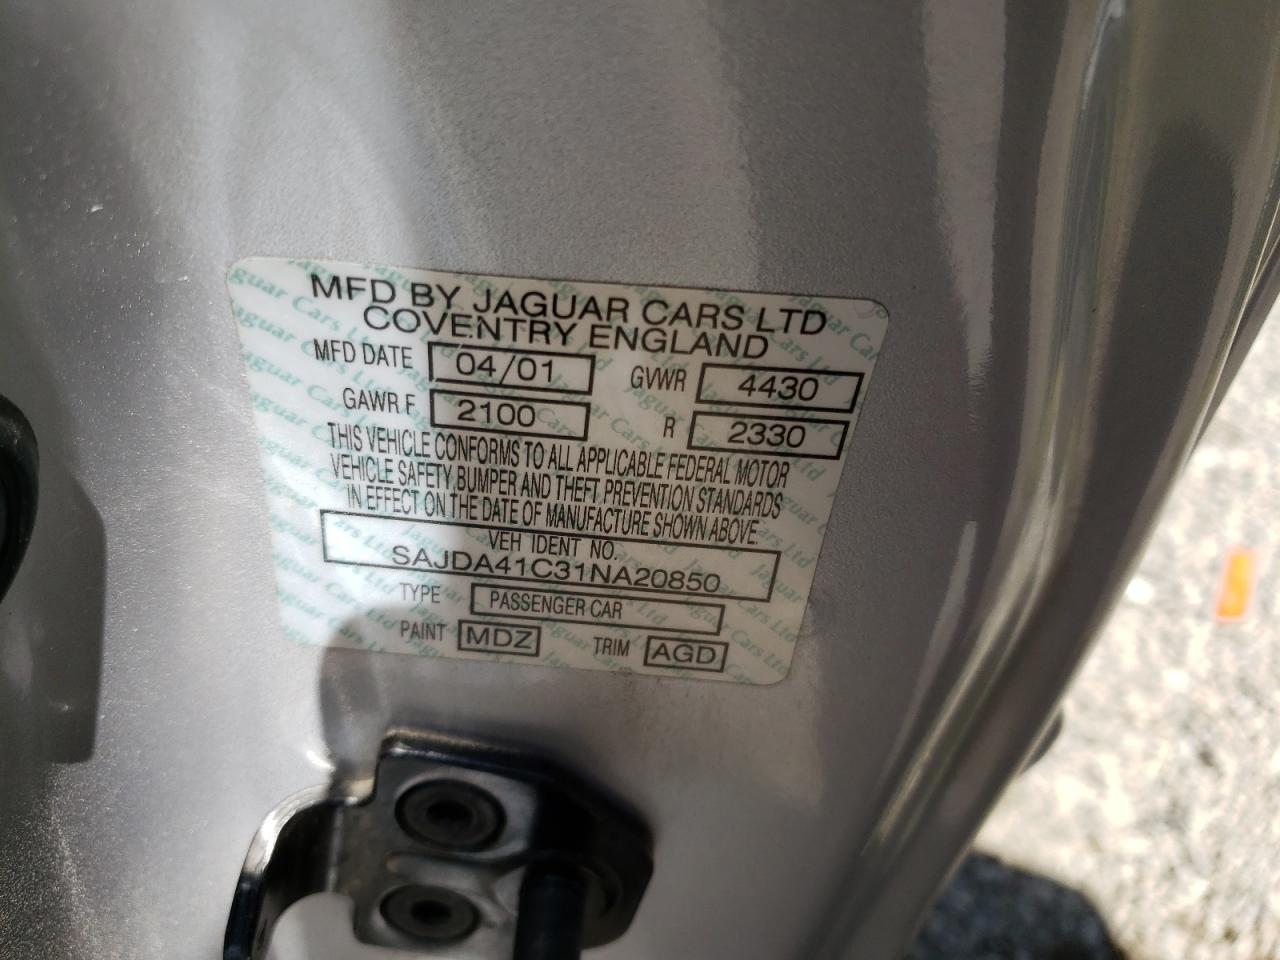 MFD BY JAGUAR CARS LTD
COVENTRY ENGLAND
MFD DATE 04/01 GVWR 4430
GAWR F 2100 R 2330
THIS VEHICLE CONFORMS TO ALL APPLICABLE FEDERAL MOTOR
VEHICLE SAFETY, BUMPER AND THEFT PREVENTION STANDARDS
IN EFFECT ON THE DATE OF MANUFACTURE SHOWN ABOVE.
VEH IDENT NO.
SAJDA41C31NA20850
TYPE PASSENGER CAR
PAINT MDZ TRIM AGD